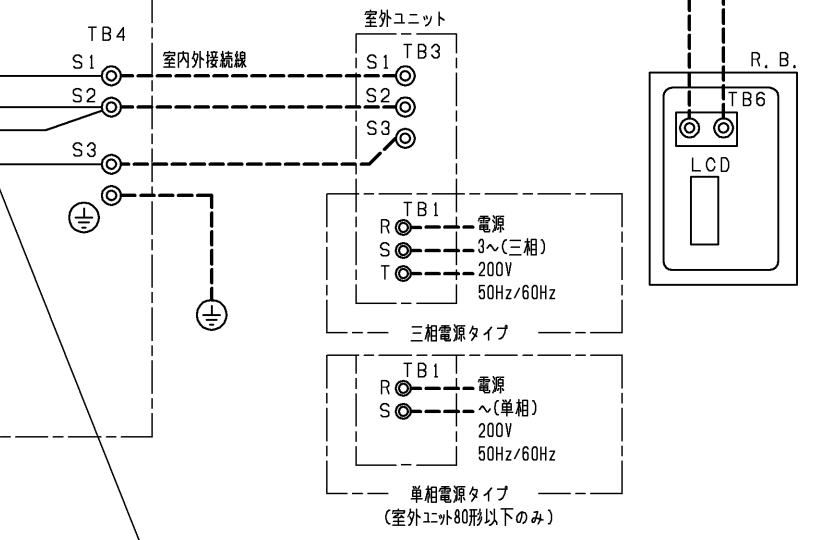 室外ユニット
TB4
TB3
S1
室内外接続線
S1
R.B.
S2
S2
TB6
S3
S3
LCD
TB1
R
電源
S
3～(三相)
T
200V
50Hz/60Hz
三相電源タイプ
TB1
R
電源
S
～(単相)
200V
50Hz/60Hz
単相電源タイプ
(室外ユニット80形以下のみ)